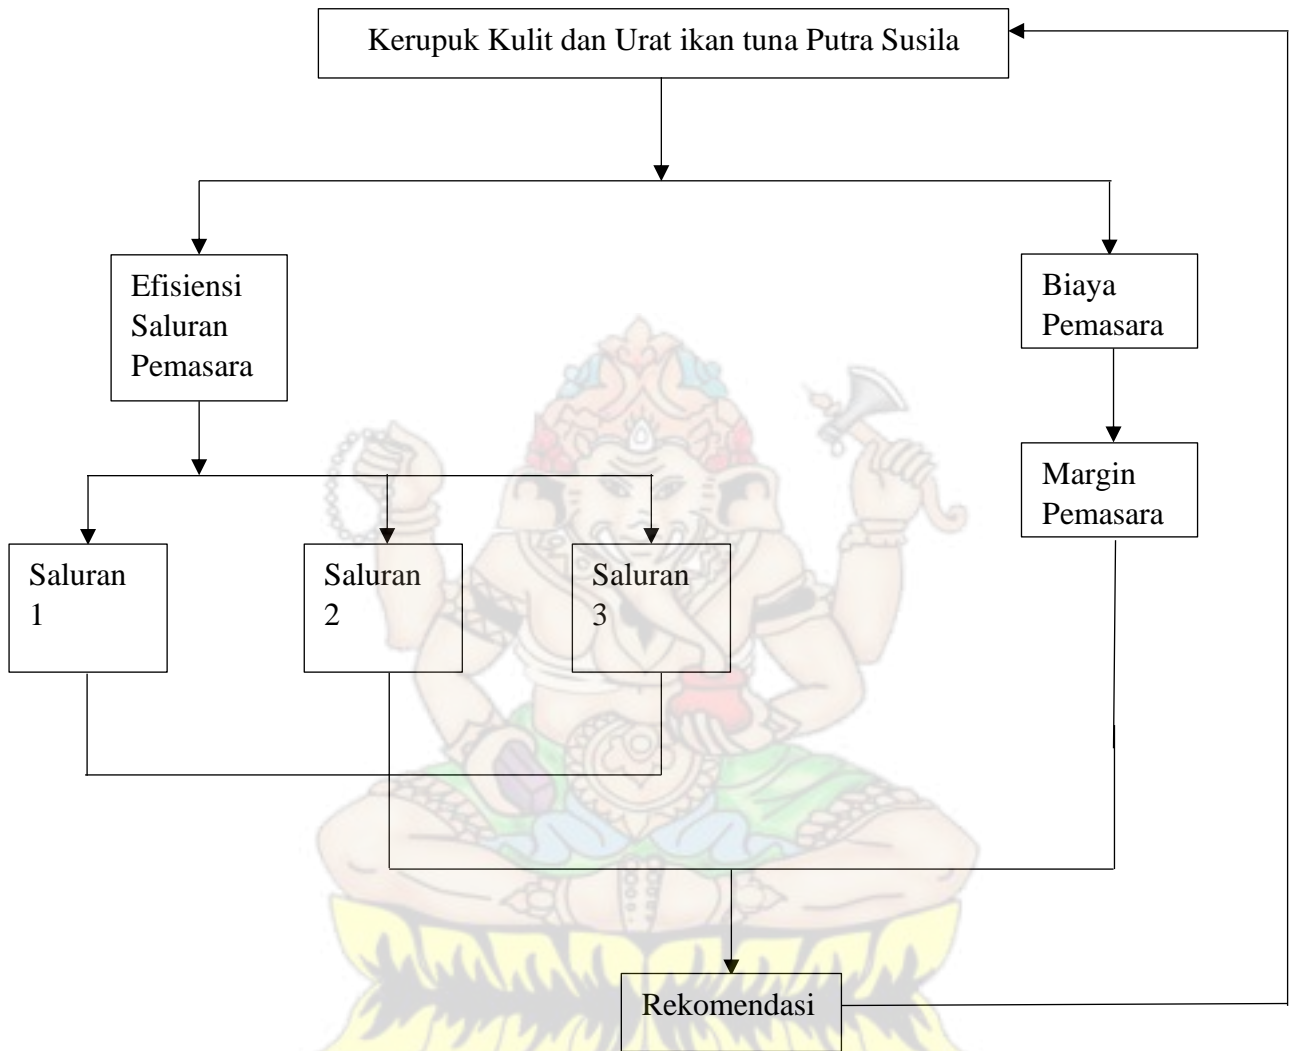 Kerupuk Kulit dan Urat ikan tuna Putra Susila
Efisiensi
Saluran
Pemasara
Biaya
Pemasara
Margin
Pemasara
Saluran
1
Saluran
2
Saluran
3
Rekomendasi